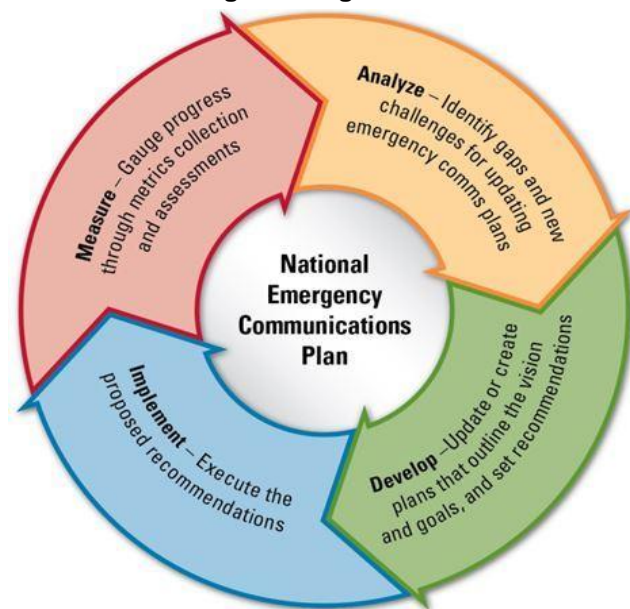 National
Emergency
Communications
Plan
Analyze – Identify gaps and new
challenges for updating
emergency comms plans
Develop –Update or create
plans that outline the vision
and goals, and set recommendations
Implement – Execute the
proposed recommendations
Measure – Gauge progress
through metrics collection
and assessments